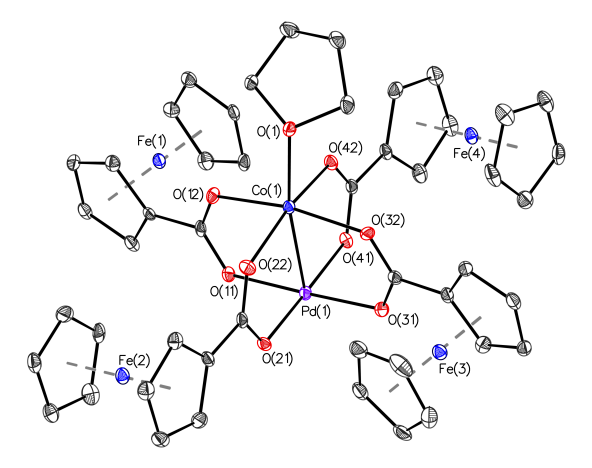 O(1)
Fe(1)
O(42)
Fe(4)
O(12)
Co(1)
O(32)
O(22)
O(41)
O(11)
Pd(1)
O(31)
Fe(2)
O(21)
Fe(3)